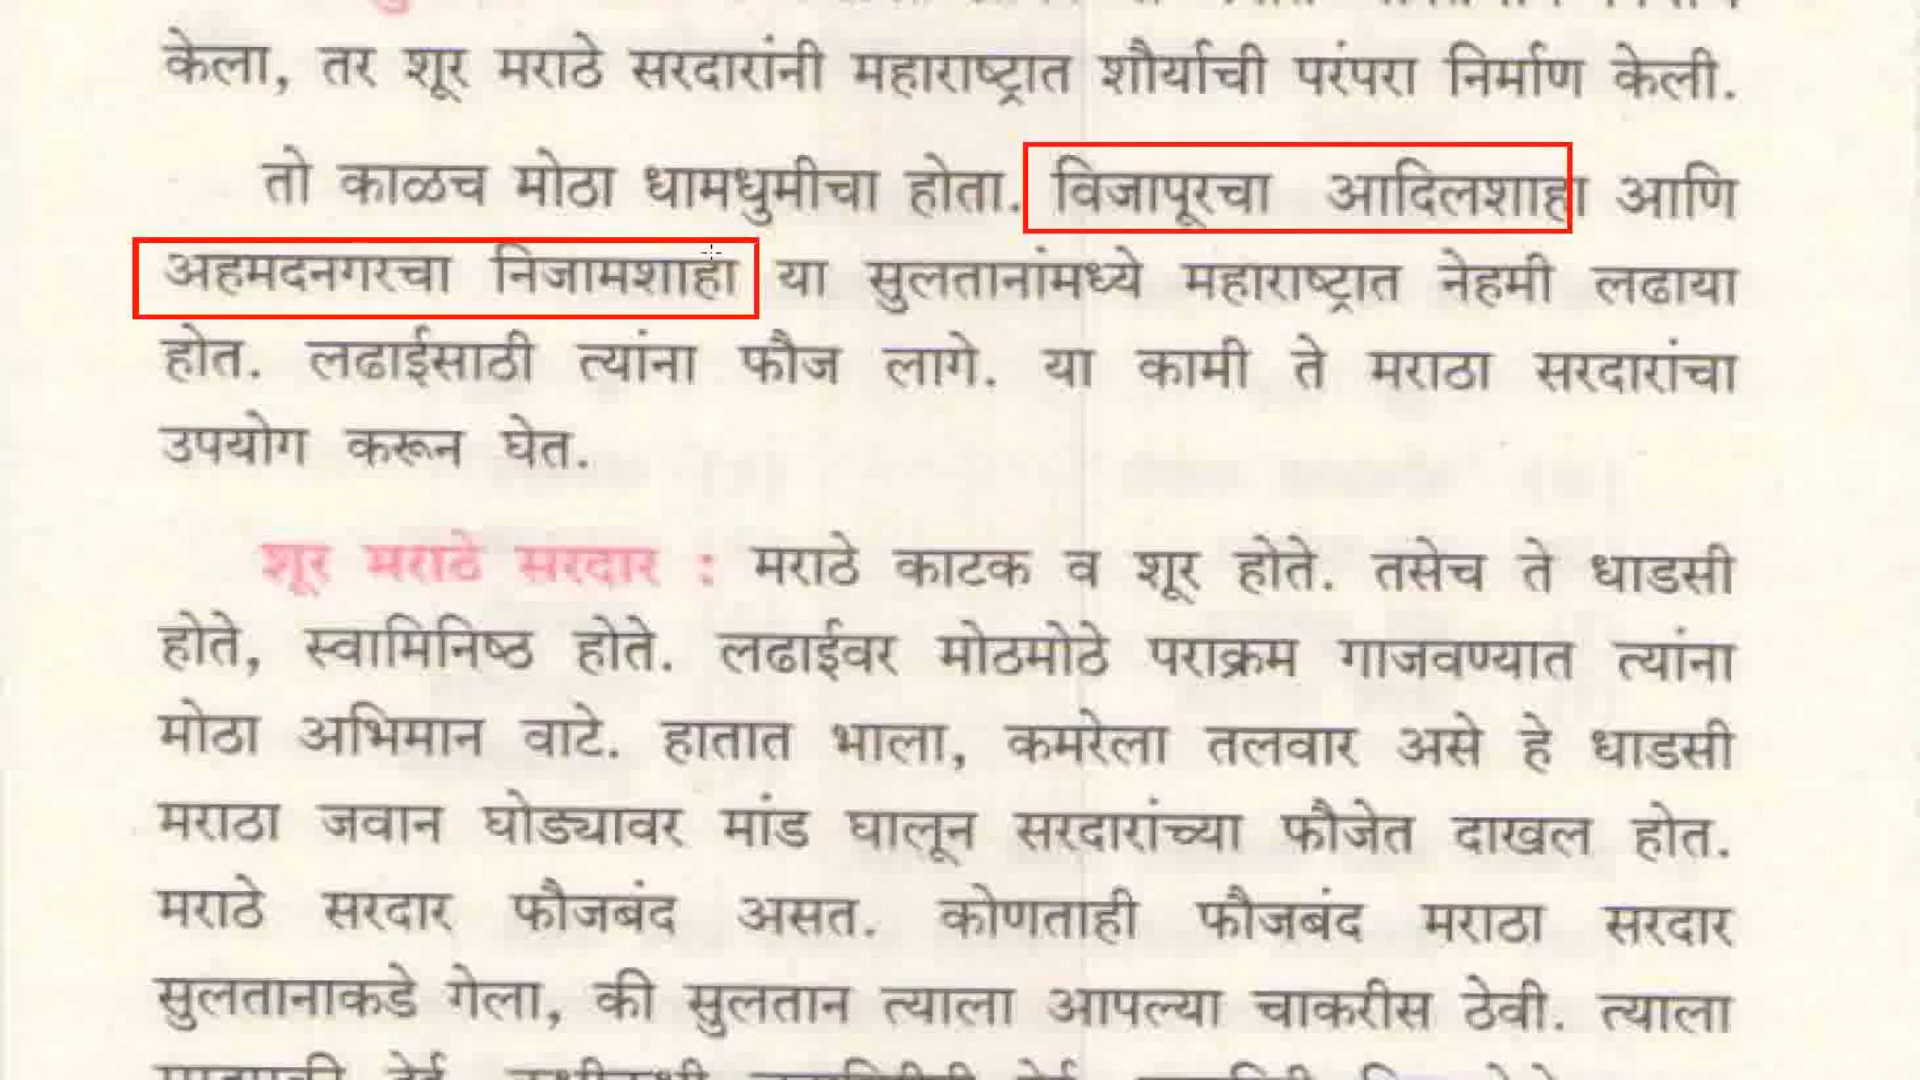 केला, तर शूर मराठे सरदारांनी महाराष्ट्रात शौर्याची परंपरा निर्माण केली.
तो काळच मोठा धामधुमीचा होता. विजापूरचा आदिलशाहा आणि
अहमदनगरचा निजामशाहा या सुलतानांमध्ये महाराष्ट्रात नेहमी लढाया
होत. लढाईसाठी त्यांना फौज लागे. या कामी ते मराठा सरदारांचा
उपयोग करून घेत.
शूर मराठे सरदार : मराठे काटक व शूर होते. तसेच ते धाडसी
होते, स्वामिनिष्ठ होते. लढाईवर मोठमोठे पराक्रम गाजवण्यात त्यांना
मोठा अभिमान वाटे. हातात भाला, कमरेला तलवार असे हे धाडसी
मराठा जवान घोड्यावर मांड घालून सरदारांच्या फौजेत दाखल होत.
मराठे सरदार फौजबंद असत. कोणताही फौजबंद मराठा सरदार
सुलतानाकडे गेला, की सुलतान त्याला आपल्या चाकरीस ठेवी. त्याला